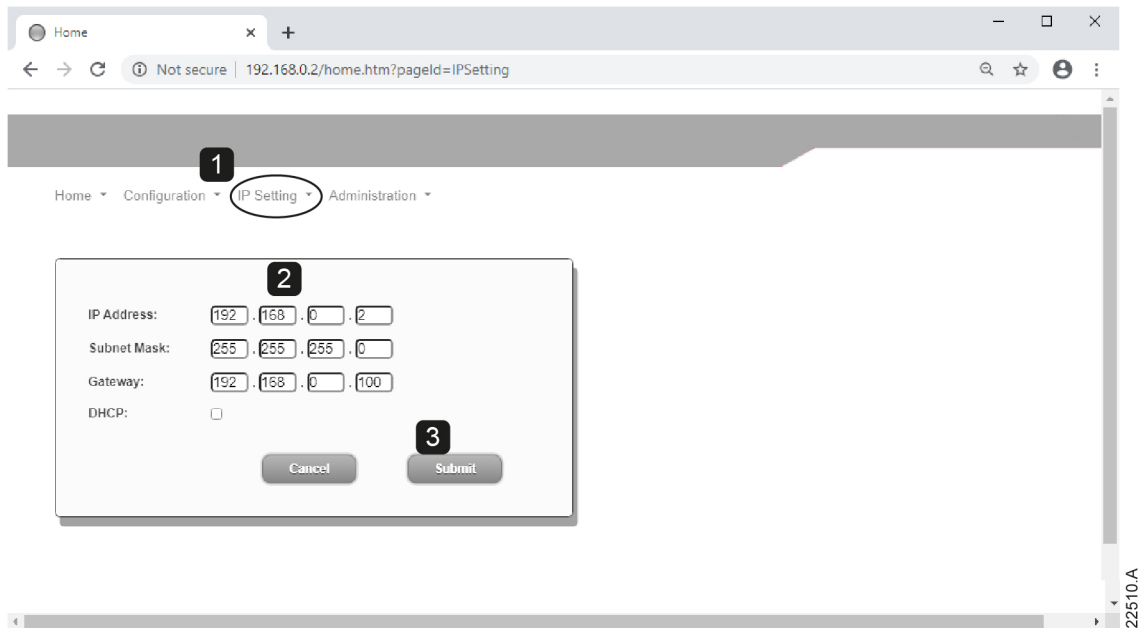 Home
Not secure | 192.168.0.2/home.htm?pageId=IPSetting
1
Home Configuration IP Setting Administration
2
IP Address: 192 . 168 . 0 . 2
Subnet Mask: 255 . 255 . 255 . 0
Gateway: 192 . 168 . 0 . 100
DHCP:
3
Cancel Submit
22510.A